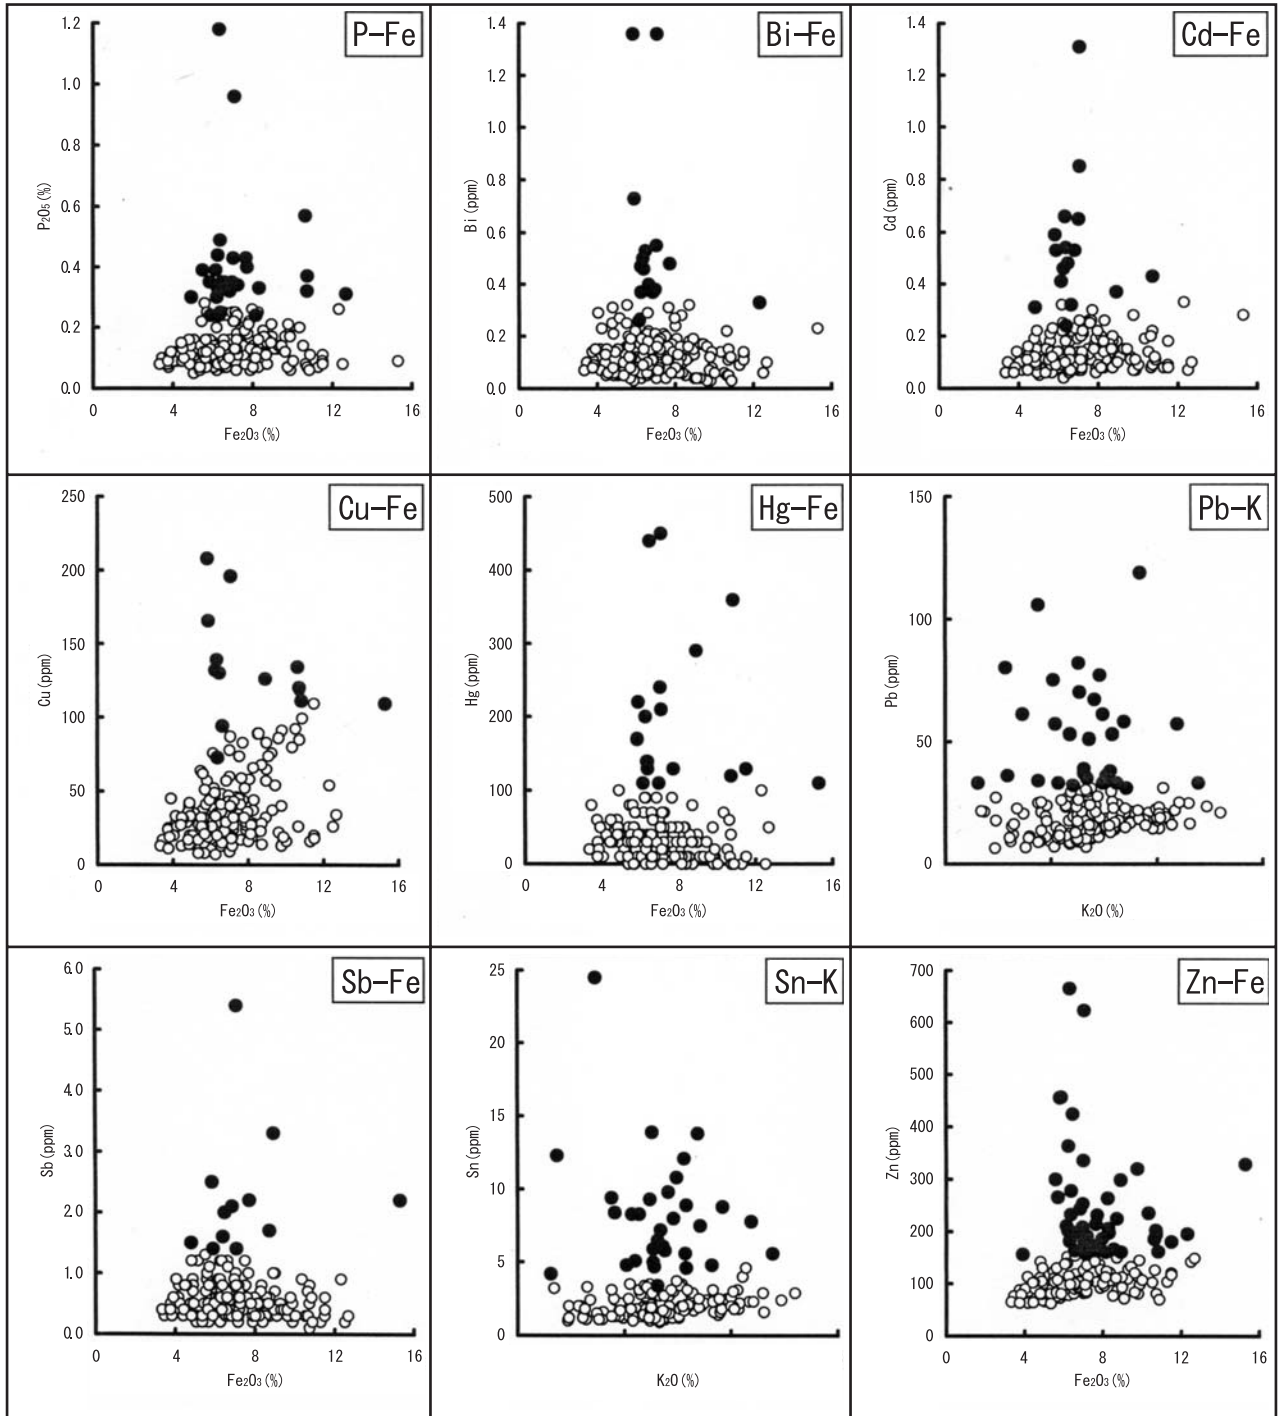 P-Fe
1.2
1.0
0.8
0.6
0.4
0.2
0.0
P₂O₅ (%)
0 4 8 12 16
Fe₂O₃ (%)
Bi-Fe
1.4
1.2
1.0
0.8
0.6
0.4
0.2
0.0
Bi (ppm)
0 4 8 12 16
Fe₂O₃ (%)
Cd-Fe
1.4
1.2
1.0
0.8
0.6
0.4
0.2
0.0
Cd (ppm)
0 4 8 12 16
Fe₂O₃ (%)
Cu-Fe
250
200
150
100
50
0
Cu (ppm)
0 4 8 12 16
Fe₂O₃ (%)
Hg-Fe
500
400
300
200
100
0
Hg (ppm)
0 4 8 12 16
Fe₂O₃ (%)
Pb-K
150
100
50
0
Pb (ppm)
K₂O (%)
Sb-Fe
6.0
5.0
4.0
3.0
2.0
1.0
0.0
Sb (ppm)
0 4 8 12 16
Fe₂O₃ (%)
Sn-K
25
20
15
10
5
0
Sn (ppm)
K₂O (%)
Zn-Fe
700
600
500
400
300
200
100
0
Zn (ppm)
0 4 8 12 16
Fe₂O₃ (%)